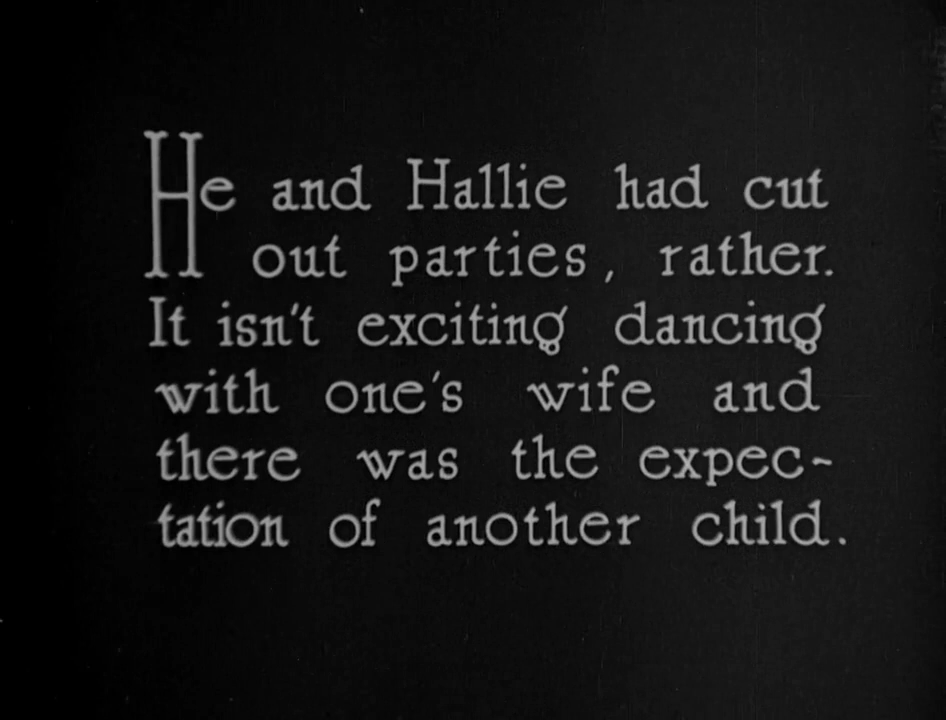 He and Hallie had cut
out parties, rather.
It isn't exciting dancing
with one's wife and
there was the expec-
tation of another child.